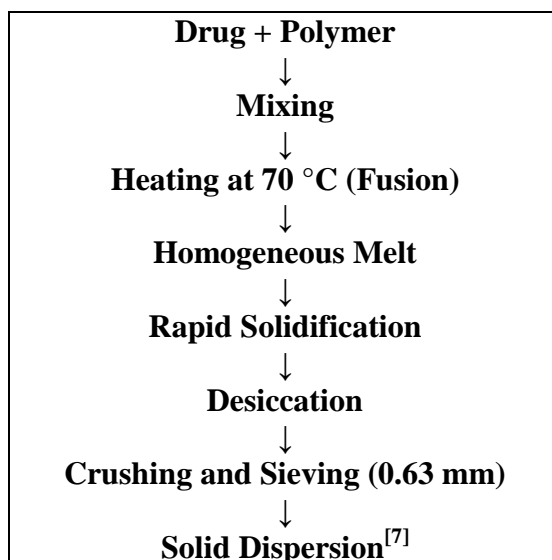 Drug + Polymer
↓
Mixing
↓
Heating at 70 °C (Fusion)
↓
Homogeneous Melt
↓
Rapid Solidification
↓
Desiccation
↓
Crushing and Sieving (0.63 mm)
↓
Solid Dispersion[7]